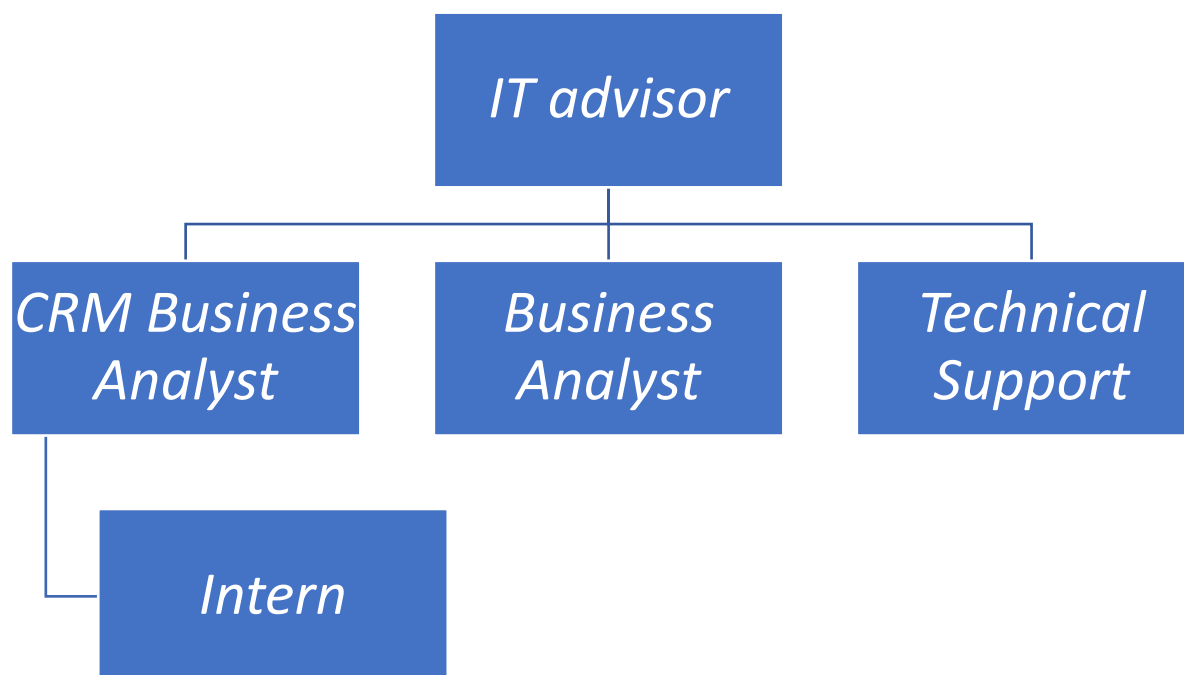 IT advisor
CRM Business
Analyst
Business
Analyst
Technical
Support
Intern